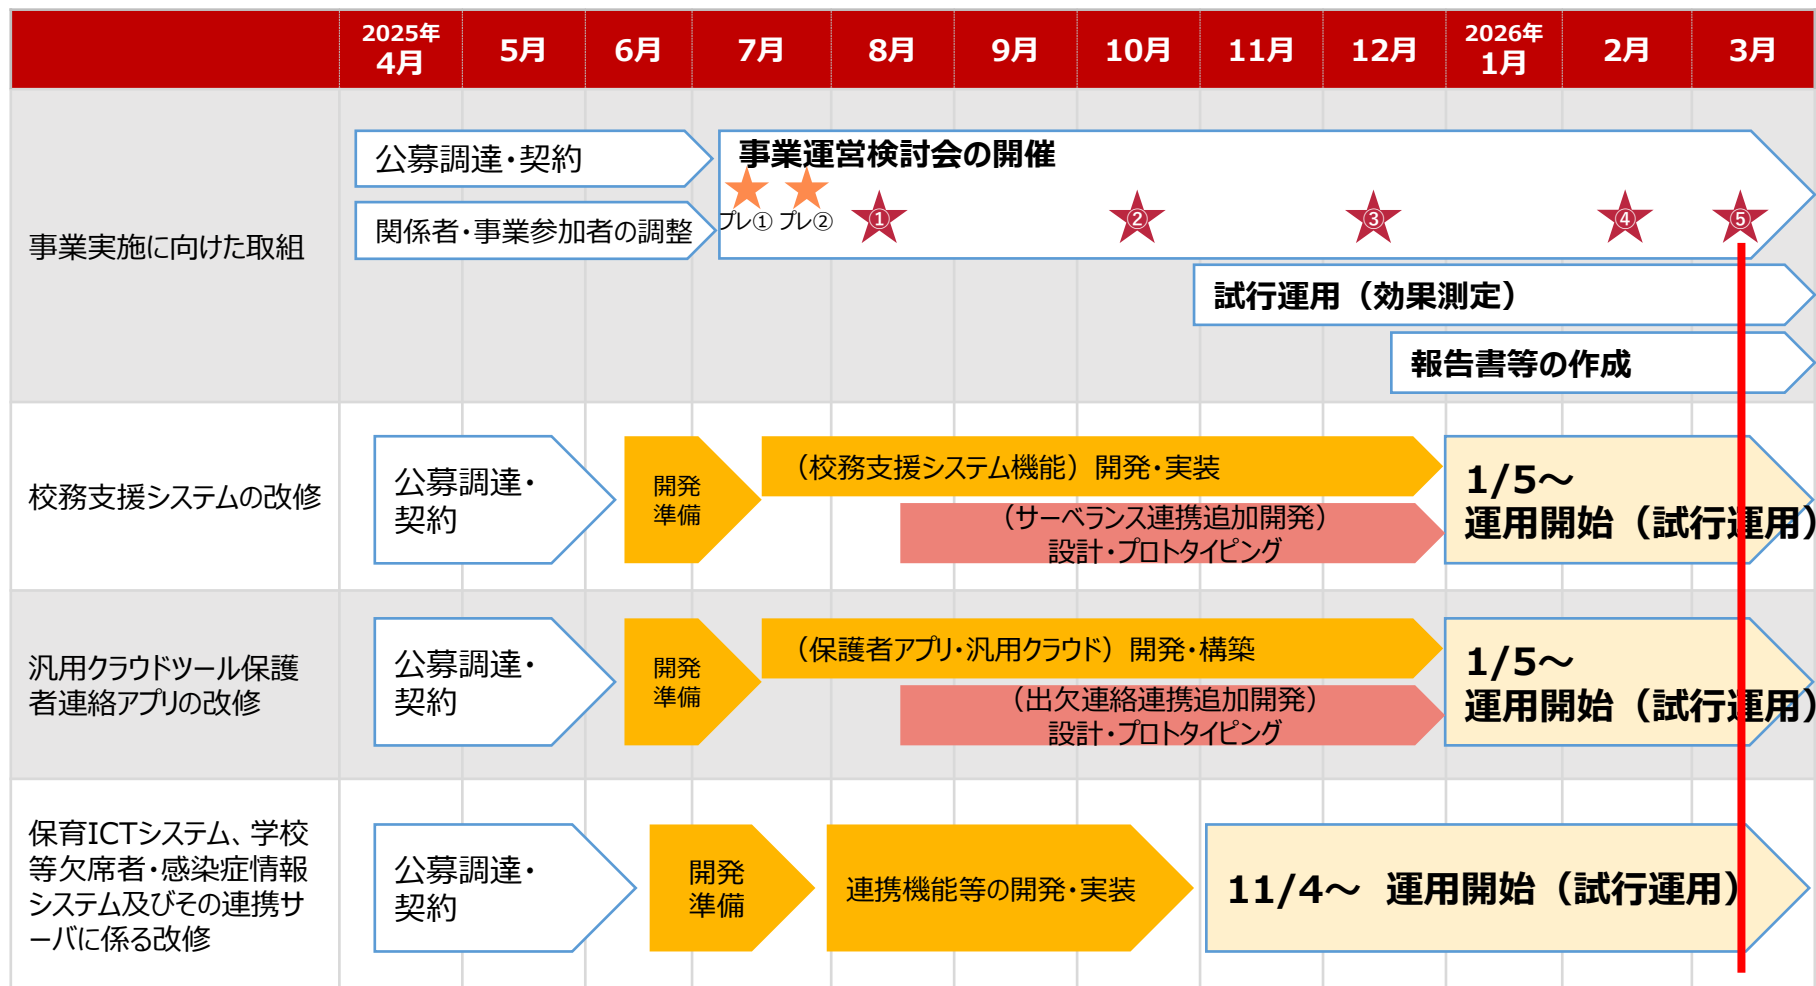 2025年
4月
5月
6月
7月
8月
9月
10月
11月
12月
2026年
1月
2月
3月
事業実施に向けた取組
公募調達・契約
関係者・事業参加者の調整
事業運営検討会の開催
プレ①
プレ②
①
②
③
④
⑤
試行運用（効果測定）
報告書等の作成
校務支援システムの改修
公募調達・
契約
開発
準備
（校務支援システム機能）開発・実装
（サーベランス連携追加開発）
設計・プロトタイピング
1/5～
運用開始（試行運用）
汎用クラウドツール保護
者連絡アプリの改修
公募調達・
契約
開発
準備
（保護者アプリ・汎用クラウド）開発・構築
（出欠連絡連携追加開発）
設計・プロトタイピング
1/5～
運用開始（試行運用）
保育ICTシステム、学校
等欠席者・感染症情報
システム及びその連携サ
ーバに係る改修
公募調達・
契約
開発
準備
連携機能等の開発・実装
11/4～ 運用開始（試行運用）